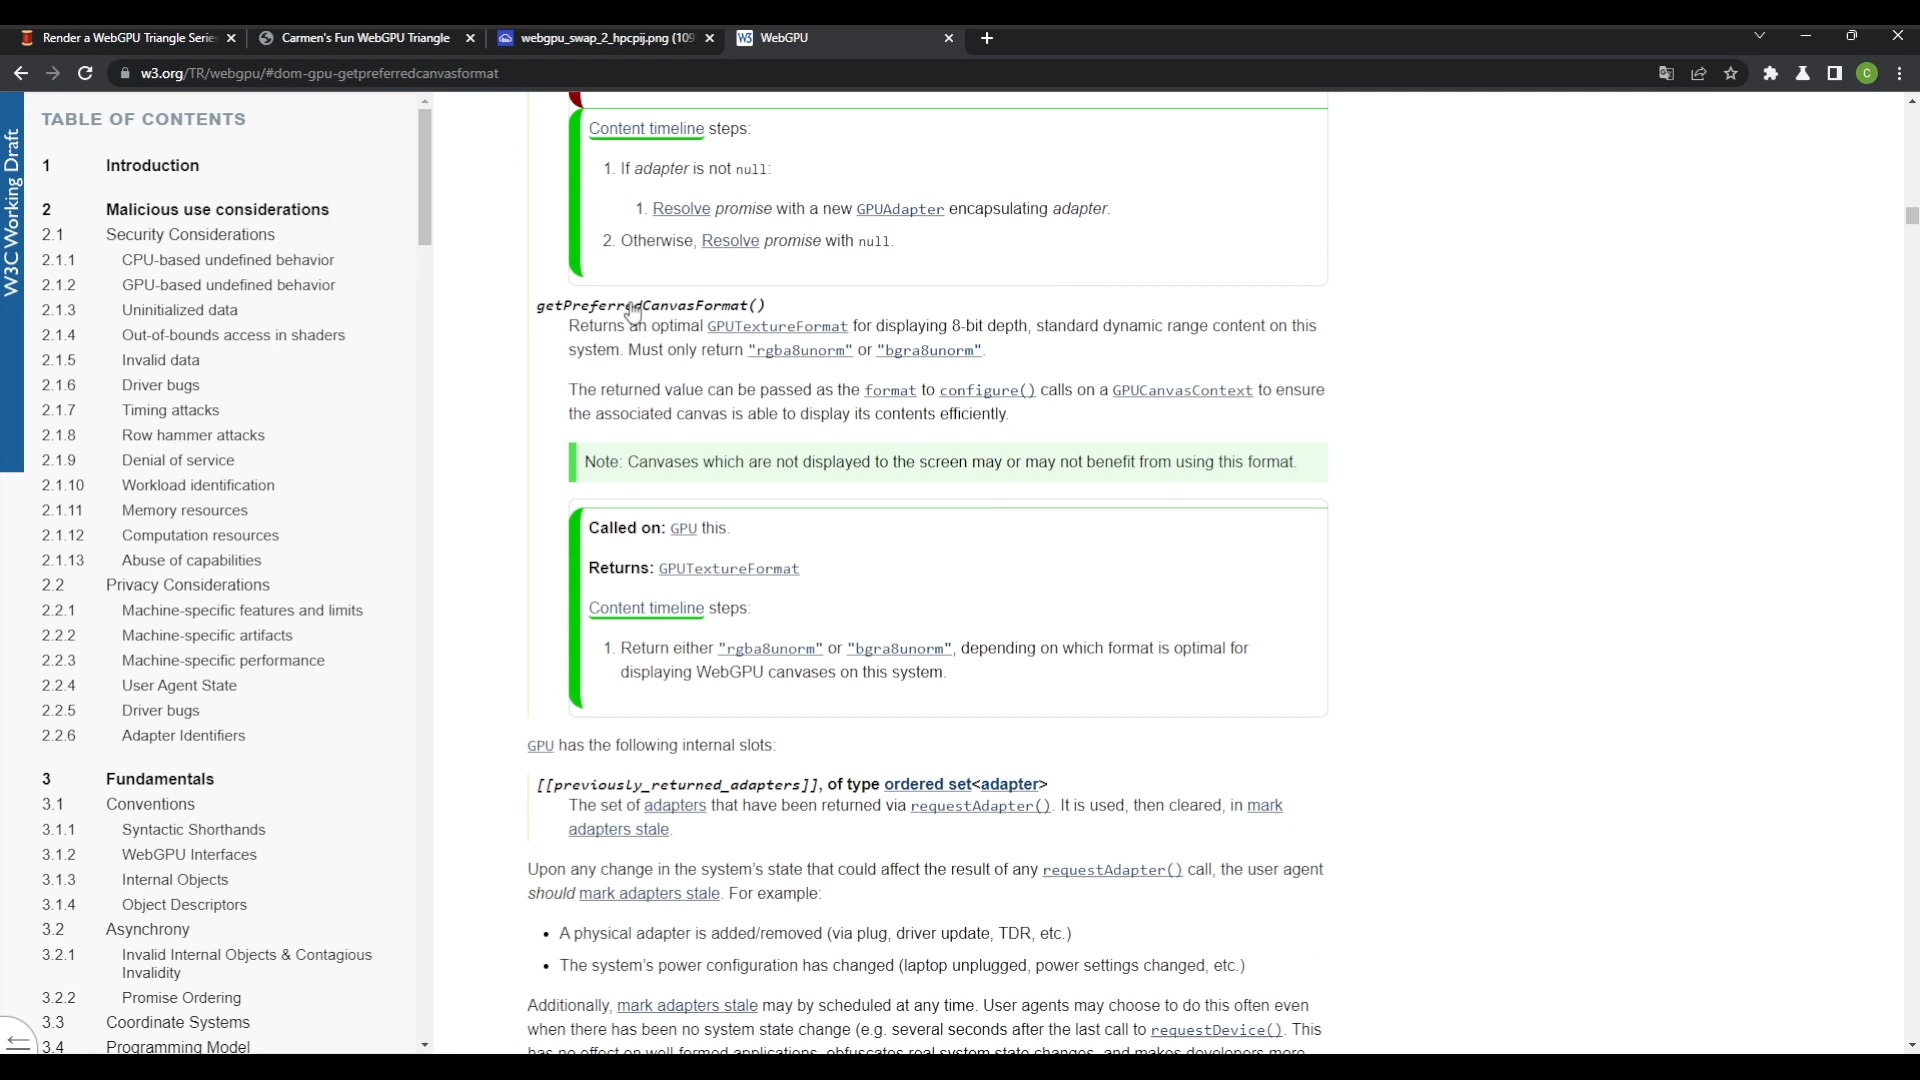 Render a WebGPU Triangle Serie
Carmen's Fun WebGPU Triangle
webgpu_swap_2_hpcpij.png (109
WebGPU
w3.org/TR/webgpu/#dom-gpu-getpreferredcanvasformat
C
W3C Working Draft
TABLE OF CONTENTS
1 Introduction
2 Malicious use considerations
2.1 Security Considerations
2.1.1 CPU-based undefined behavior
2.1.2 GPU-based undefined behavior
2.1.3 Uninitialized data
2.1.4 Out-of-bounds access in shaders
2.1.5 Invalid data
2.1.6 Driver bugs
2.1.7 Timing attacks
2.1.8 Row hammer attacks
2.1.9 Denial of service
2.1.10 Workload identification
2.1.11 Memory resources
2.1.12 Computation resources
2.1.13 Abuse of capabilities
2.2 Privacy Considerations
2.2.1 Machine-specific features and limits
2.2.2 Machine-specific artifacts
2.2.3 Machine-specific performance
2.2.4 User Agent State
2.2.5 Driver bugs
2.2.6 Adapter Identifiers
3 Fundamentals
3.1 Conventions
3.1.1 Syntactic Shorthands
3.1.2 WebGPU Interfaces
3.1.3 Internal Objects
3.1.4 Object Descriptors
3.2 Asynchrony
3.2.1 Invalid Internal Objects & Contagious
Invalidity
3.2.2 Promise Ordering
3.3 Coordinate Systems
3.4 Programming Model
Content timeline steps:
1. If adapter is not null:
1. Resolve promise with a new GPUAdapter encapsulating adapter.
2. Otherwise, Resolve promise with null.
getPreferredCanvasFormat()
Returns an optimal GPUTextureFormat for displaying 8-bit depth, standard dynamic range content on this
system. Must only return "rgba8unorm" or "bgra8unorm".
The returned value can be passed as the format to configure() calls on a GPUCanvasContext to ensure
the associated canvas is able to display its contents efficiently.
Note: Canvases which are not displayed to the screen may or may not benefit from using this format.
Called on: GPU this.
Returns: GPUTextureFormat
Content timeline steps:
1. Return either "rgba8unorm" or "bgra8unorm", depending on which format is optimal for
displaying WebGPU canvases on this system.
GPU has the following internal slots:
[[previously_returned_adapters]], of type ordered set<adapter>
The set of adapters that have been returned via requestAdapter(). It is used, then cleared, in mark
adapters stale.
Upon any change in the system's state that could affect the result of any requestAdapter() call, the user agent
should mark adapters stale. For example:
• A physical adapter is added/removed (via plug, driver update, TDR, etc.)
• The system's power configuration has changed (laptop unplugged, power settings changed, etc.)
Additionally, mark adapters stale may by scheduled at any time. User agents may choose to do this often even
when there has been no system state change (e.g. several seconds after the last call to requestDevice(). This
has no effect on well-formed applications, obfuscates real system state changes, and makes developers more